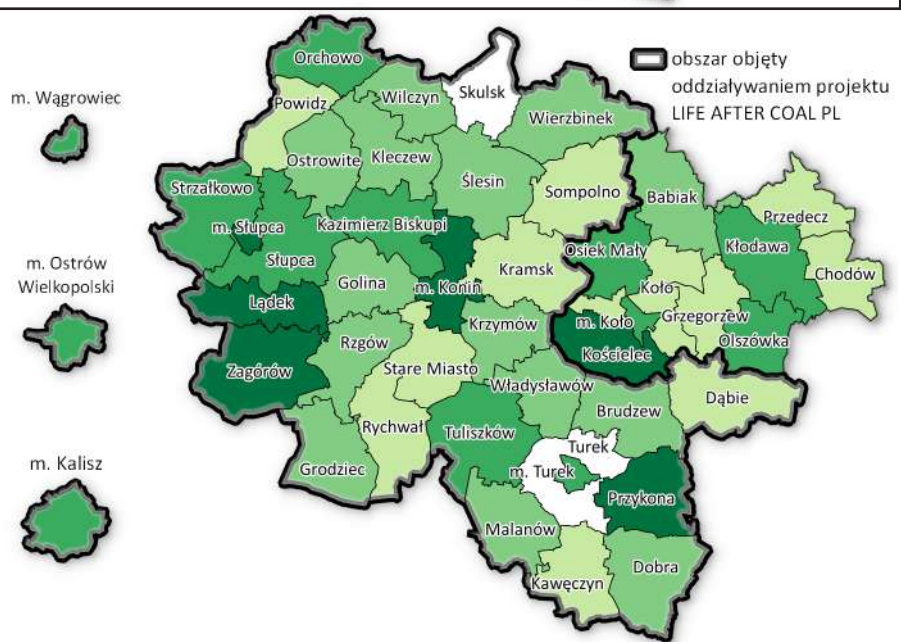 Orchowo
obszar objęty
oddziaływaniem projektu
LIFE AFTER COAL PL
m. Wągrowiec
Powidz
Wilczyn
Skulsk
Wierzbinek
Ostrowite
Kleczew
Ślesin
Sompolno
Babiak
Strzałkowo
Przedecz
m. Słupca
Kazimierz Biskupi
Osiek Mały
Kłodawa
Słupca
Kramsk
Chodów
m. Ostrów
Wielkopolski
Golina
m. Konin
Koło
Lądek
Krzymów
m. Koło
Grzegorzew
Rzgów
Kościelec
Olszówka
Zagórów
Stare Miasto
Władysławów
Dąbie
Rychwał
Brudzew
Tuliszków
Turek
m. Kalisz
Grodziec
m. Turek
Przykona
Malanów
Dobra
Kawęczyn